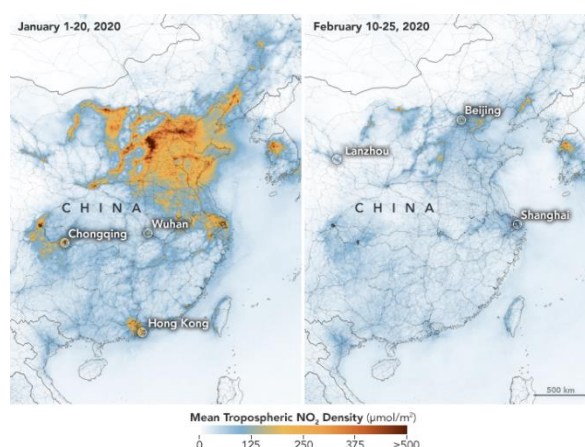 January 1-20, 2020
CHINA
Chongqing
Wuhan
Hong Kong
February 10-25, 2020
Beijing
Lanzhou
CHINA
Shanghai
500 km
Mean Tropospheric NO₂ Density (μmol/m²)
0 125 250 375 >500